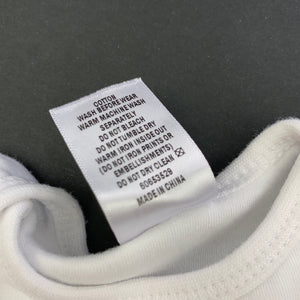 COTTON
WASH BEFORE WEAR
WARM MACHINE WASH
SEPARATELY
DO NOT BLEACH
DO NOT TUMBLE DRY
WARM IRON INSIDE OUT
(DO NOT IRON PRINTS OR
EMBELLISHMENTS)
DO NOT DRY CLEAN
60653529
MADE IN CHINA